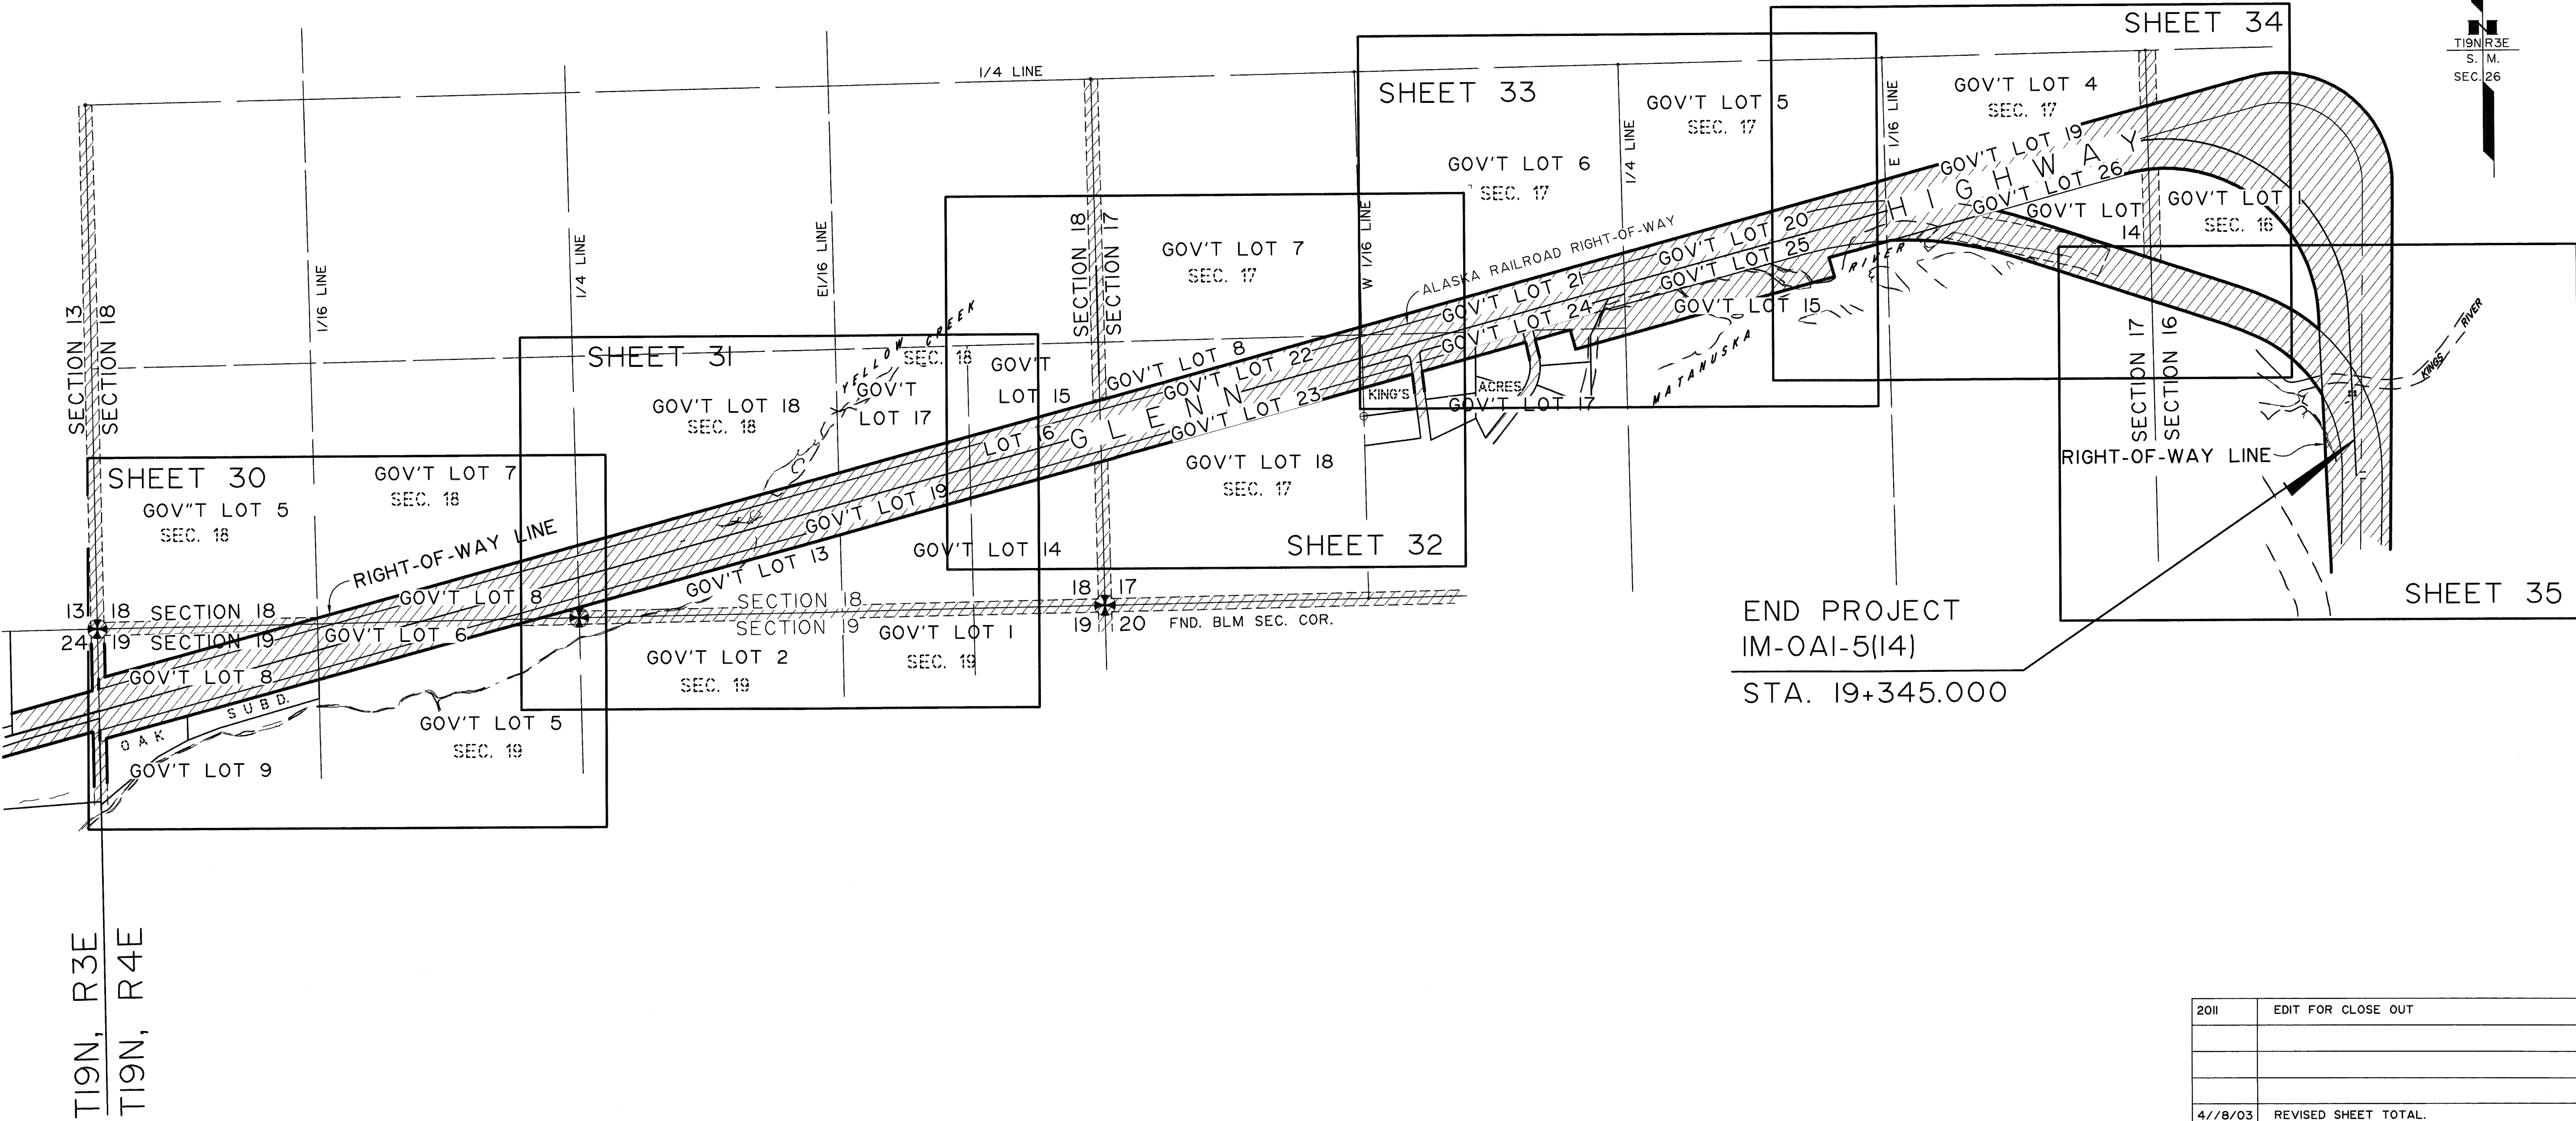 SHEET 34
T19N R3E
S. M.
SEC. 26
1/4 LINE
SHEET 33
GOV'T LOT 5
SEC. 17
E 1/16 LINE
GOV'T LOT 4
SEC. 17
GOV'T LOT 19
HIGHWAY
GOV'T LOT 26
GOV'T LOT 6
SEC. 17
1/4 LINE
GOV'T LOT 1
SEC. 16
GOV'T LOT
14
SECTION 13
SECTION 18
1/16 LINE
1/4 LINE
E1/16 LINE
SECTION 18
SECTION 17
GOV'T LOT 7
SEC. 17
W 1/16 LINE
ALASKA RAILROAD RIGHT-OF-WAY
GOV'T LOT 20
GOV'T LOT 25
GOV'T LOT 21
GOV'T LOT 24
GOV'T LOT 15
RIVER
MATANUSKA
KINGS
RIVER
SECTION 17
SECTION 16
SHEET 31
YELLOW CREEK
SEC. 18
GOV'T
LOT 17
GOV'T
LOT 15
GOV'T LOT 8
GOV'T LOT 22
GLENN
GOV'T LOT 23
KING'S
ACRES
GOV'T LOT 17
GOV'T LOT 18
SEC. 18
LOT 16
GOV'T LOT 18
SEC. 17
RIGHT-OF-WAY LINE
SHEET 30
GOV"T LOT 5
SEC. 18
GOV'T LOT 7
SEC. 18
RIGHT-OF-WAY LINE
GOV'T LOT 19
GOV'T LOT 13
GOV'T LOT 14
SHEET 32
GOV'T LOT 8
13 18 SECTION 18
24 19 SECTION 19
GOV'T LOT 6
SECTION 18
SECTION 19
18 17
19 20
FND. BLM SEC. COR.
GOV'T LOT 1
SEC. 19
GOV'T LOT 2
SEC. 19
SHEET 35
END PROJECT
IM-0A1-5(14)
STA. 19+345.000
GOV'T LOT 8
OAK SUBD.
GOV'T LOT 5
SEC. 19
GOV'T LOT 9
T19N, R3E
T19N, R4E
2011 EDIT FOR CLOSE OUT
4//8/03 REVISED SHEET TOTAL.